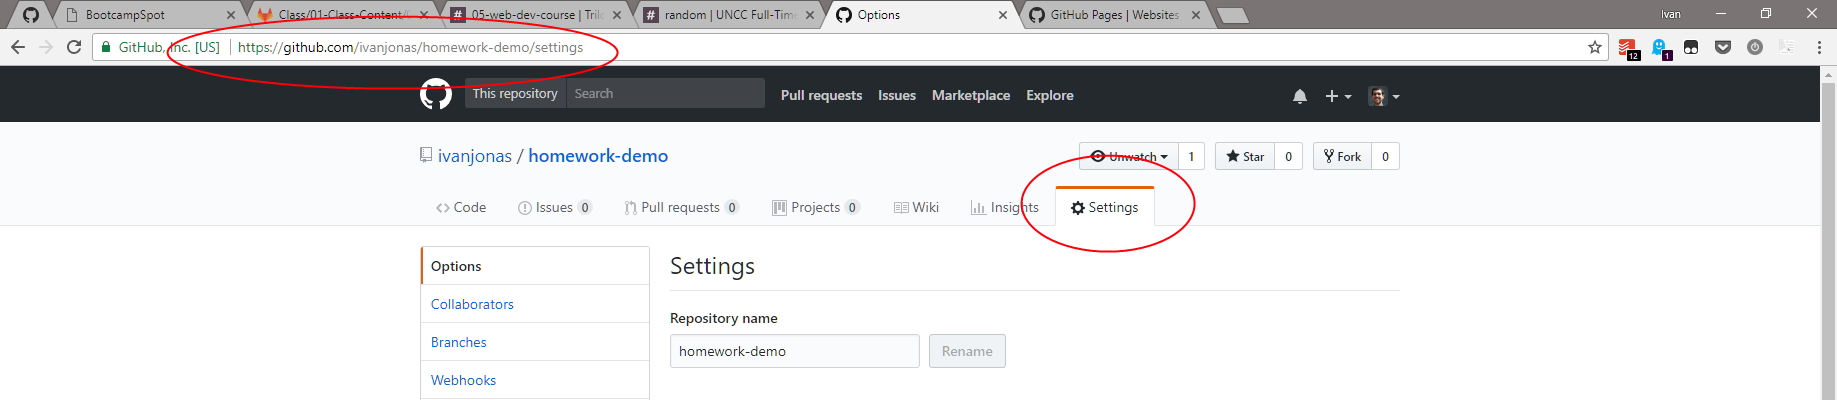 BootcampSpot
Class/01-Class-Content/
05-web-dev-course | Tril
random | UNCC Full-Time
Options
GitHub Pages | Websites
Ivan
GitHub, Inc. [US]
https://github.com/ivanjonas/homework-demo/settings
12
1
This repository
Search
Pull requests
Issues
Marketplace
Explore
ivanjonas / homework-demo
Unwatch
1
Star
0
Fork
0
Code
Issues 0
Pull requests 0
Projects 0
Wiki
Insights
Settings
Options
Collaborators
Branches
Webhooks
Settings
Repository name
homework-demo
Rename